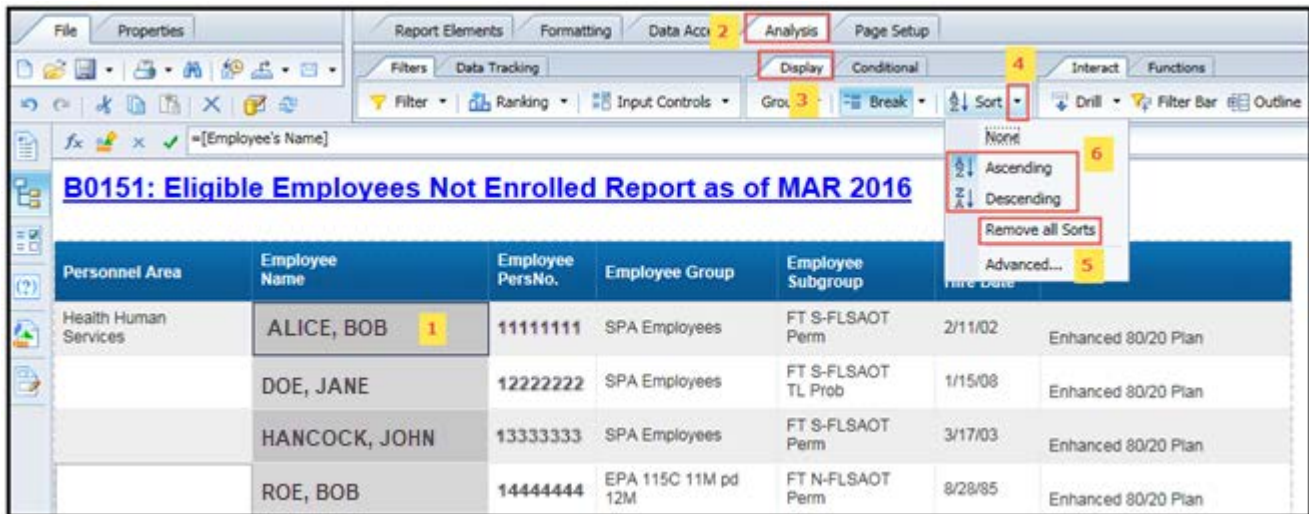 File Properties Report Elements Formatting Data Acce 2 Analysis Page Setup
Filters Data Tracking Display Conditional 4 Interact Functions
Filter Ranking Input Controls Grou 3 Break Sort Drill Filter Bar Outline
fx =[Employee's Name]
None
6
Ascending
Descending
Remove all Sorts
Advanced... 5
B0151: Eligible Employees Not Enrolled Report as of MAR 2016
Personnel Area Employee Name Employee PersNo. Employee Group Employee Subgroup Hire Date
Health Human Services ALICE, BOB 1 11111111 SPA Employees FT S-FLSAOT Perm 2/11/02 Enhanced 80/20 Plan
DOE, JANE 12222222 SPA Employees FT S-FLSAOT TL Prob 1/15/08 Enhanced 80/20 Plan
HANCOCK, JOHN 13333333 SPA Employees FT S-FLSAOT Perm 3/17/03 Enhanced 80/20 Plan
ROE, BOB 14444444 EPA 115C 11M pd 12M FT N-FLSAOT Perm 8/28/85 Enhanced 80/20 Plan